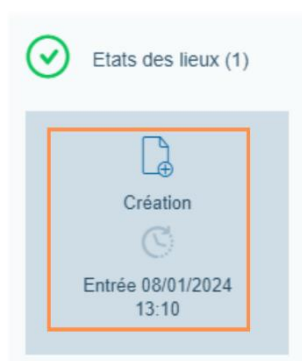 Etats des lieux (1)
Création
Entrée 08/01/2024
13:10